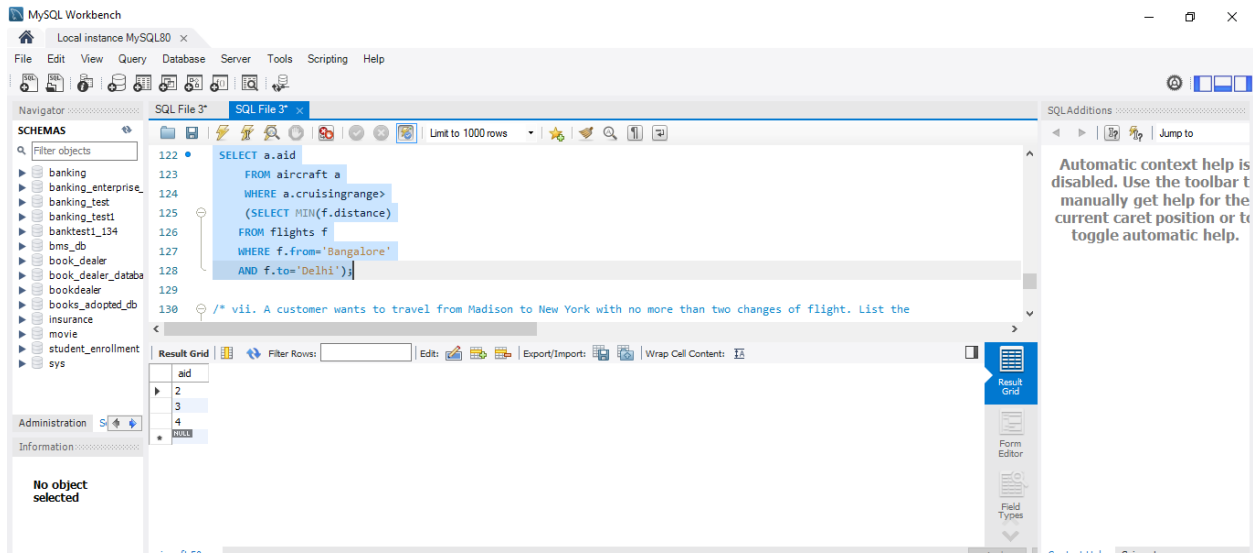 MySQL Workbench
Local instance MySQL80 ×
File Edit View Query Database Server Tools Scripting Help
Navigator
SCHEMAS
Filter objects
banking
banking_enterprise_
banking_test
banking_test1
banktest1_134
bms_db
book_dealer
book_dealer_databa
bookdealer
books_adopted_db
insurance
movie
student_enrollment
sys
Administration
Information
No object
selected
SQL File 3* SQL File 3* ×
Limit to 1000 rows
122 SELECT a.aid
123 FROM aircraft a
124 WHERE a.cruisingrange>
125 (SELECT MIN(f.distance)
126 FROM flights f
127 WHERE f.from='Bangalore'
128 AND f.to='Delhi');
129
130 /* vii. A customer wants to travel from Madison to New York with no more than two changes of flight. List the
Result Grid Filter Rows: Edit: Export/Import: Wrap Cell Content:
aid
2
3
4
NULL
Result
Grid
Form
Editor
Field
Types
SQLAdditions
Jump to
Automatic context help is
disabled. Use the toolbar t
manually get help for the
current caret position or to
toggle automatic help.